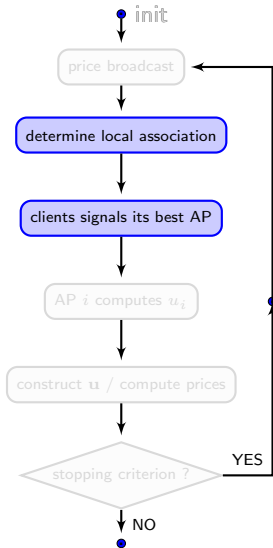 init
price broadcast
determine local association
clients signals its best AP
AP i computes u_i
construct u / compute prices
stopping criterion ?
YES
NO